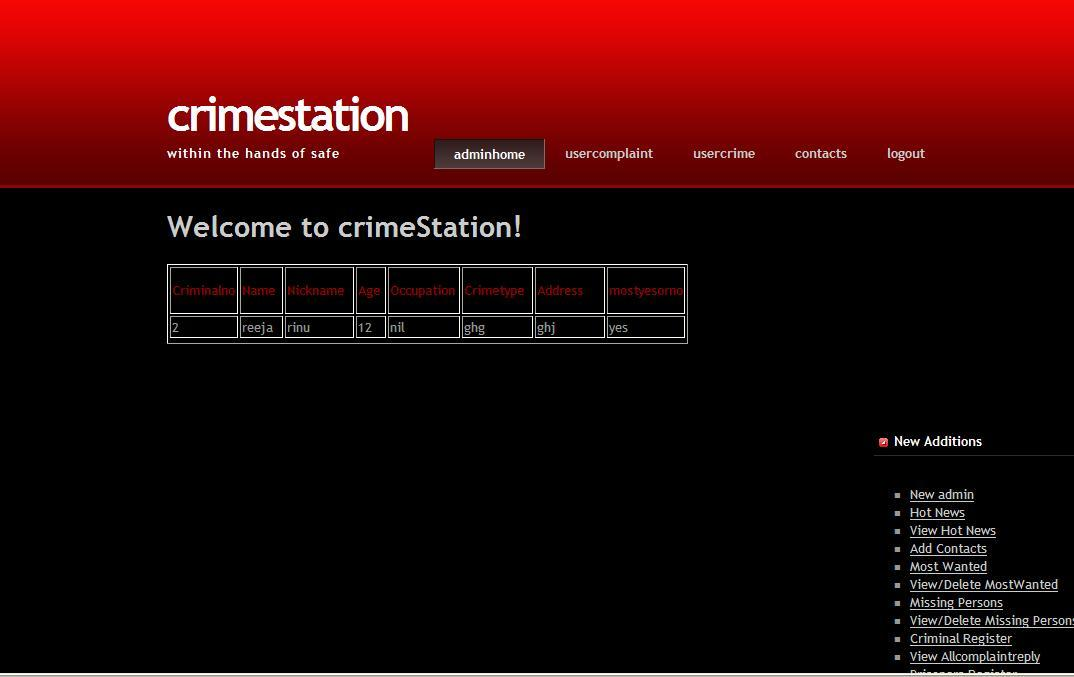 crimestation
within the hands of safe
adminhome usercomplaint usercrime contacts logout
Welcome to crimeStation!
Criminalno Name Nickname Age Occupation Crimetype Address mostyesorno
2 reeja rinu 12 nil ghg ghj yes
New Additions
New admin
Hot News
View Hot News
Add Contacts
Most Wanted
View/Delete MostWanted
Missing Persons
View/Delete Missing Persons
Criminal Register
View Allcomplaintreply